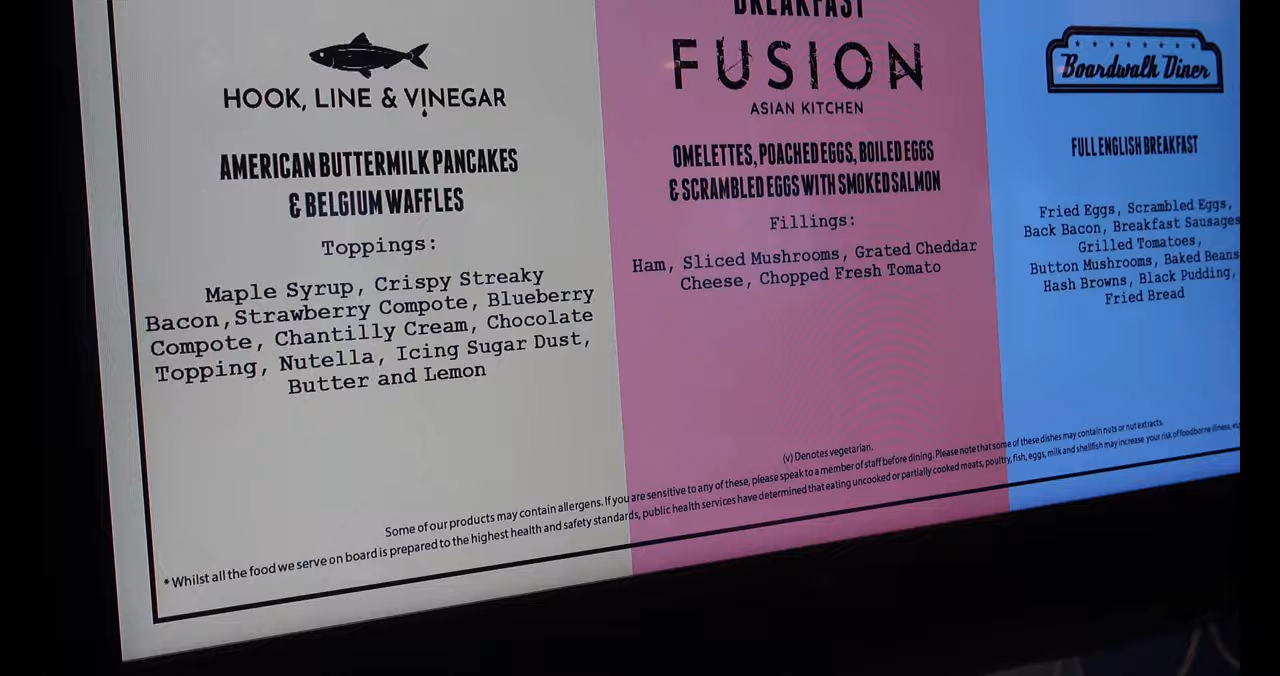 HOOK, LINE & VINEGAR
AMERICAN BUTTERMILK PANCAKES
& BELGIUM WAFFLES
Toppings:
Maple Syrup, Crispy Streaky
Bacon,Strawberry Compote, Blueberry
Compote, Chantilly Cream, Chocolate
Topping, Nutella, Icing Sugar Dust,
Butter and Lemon
BREAKFAST
FUSION
ASIAN KITCHEN
OMELETTES, POACHED EGGS, BOILED EGGS
& SCRAMBLED EGGS WITH SMOKED SALMON
Fillings:
Ham, Sliced Mushrooms, Grated Cheddar
Cheese, Chopped Fresh Tomato
Boardwalk Diner
FULL ENGLISH BREAKFAST
Fried Eggs, Scrambled Eggs,
Back Bacon, Breakfast Sausages
Grilled Tomatoes,
Button Mushrooms, Baked Beans
Hash Browns, Black Pudding,
Fried Bread
(v) Denotes vegetarian.
Some of our products may contain allergens. If you are sensitive to any of these, please speak to a member of staff before dining. Please note that some of these dishes may contain nuts or nut extracts.
* Whilst all the food we serve on board is prepared to the highest health and safety standards, public health services have determined that eating uncooked or partially cooked meats, poultry, fish, eggs, milk and shellfish may increase your risk of foodborne illness,